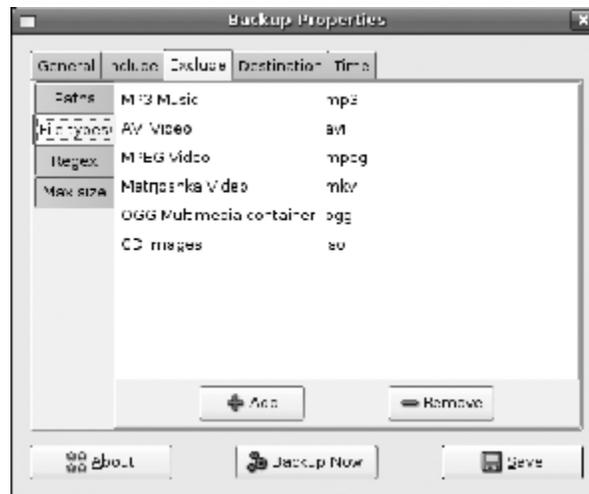 Backup Properties
General Include Exclude Destination Time
Paths
File types
Regex
Max size
MP3 Music mp3
AVI Video avi
MPEG Video mpeg
Matrjoshka Video mkv
OGG Multimedia container ogg
CD Images iso
Add Remove
About Backup Now Save